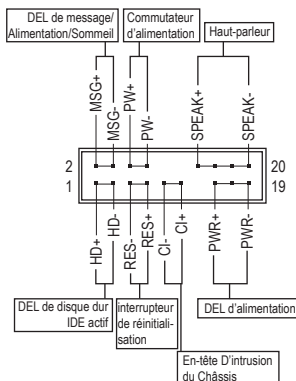 DEL de message/
Alimentation/Sommeil
Commutateur
d'alimentation
Haut-parleur
MSG+
MSG-
PW+
PW-
SPEAK+
SPEAK-
2
20
1
19
HD+
HD-
RES-
RES+
CI-
CI+
PWR+
PWR-
DEL de disque dur
IDE actif
interrupteur
de réinitiali-
sation
DEL d'alimentation
En-tête D'intrusion
du Châssis